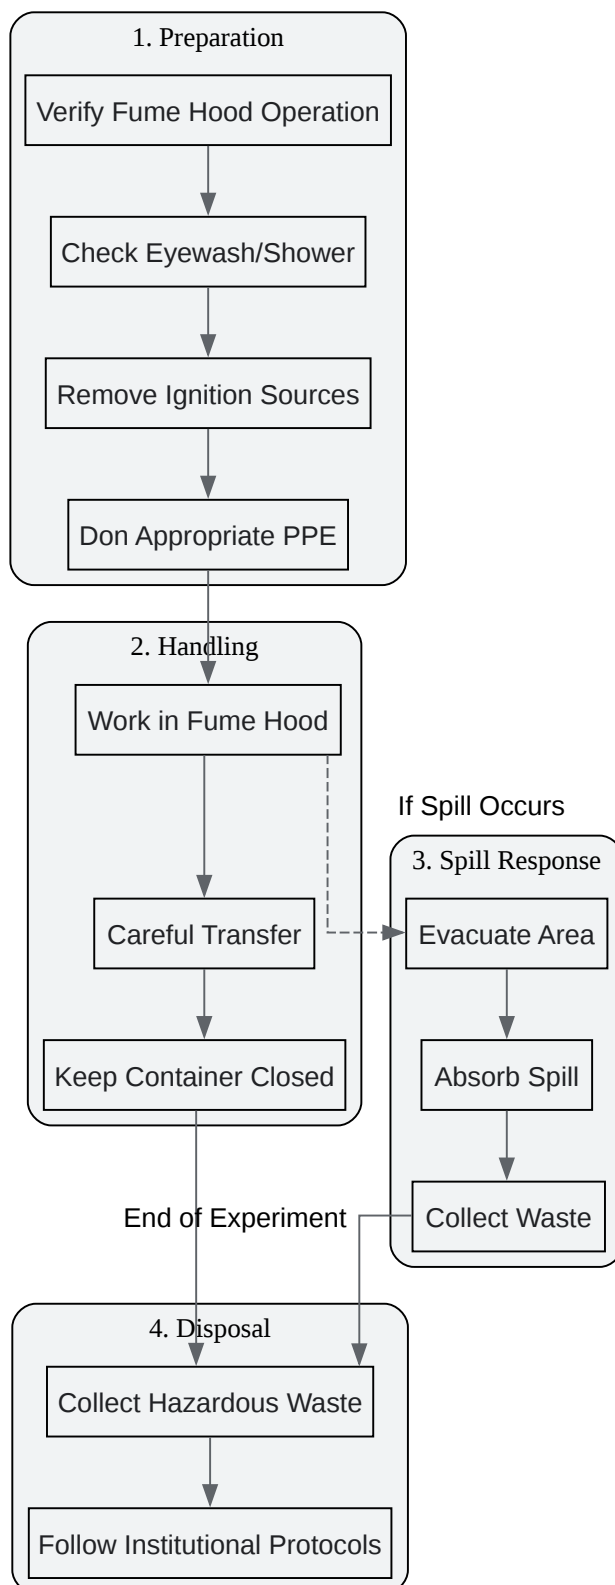 1. Preparation
Verify Fume Hood Operation
Check Eyewash/Shower
Remove Ignition Sources
Don Appropriate PPE
2. Handling
Work in Fume Hood
If Spill Occurs
3. Spill Response
Careful Transfer
Evacuate Area
Keep Container Closed
Absorb Spill
End of Experiment
Collect Waste
4. Disposal
Collect Hazardous Waste
Follow Institutional Protocols